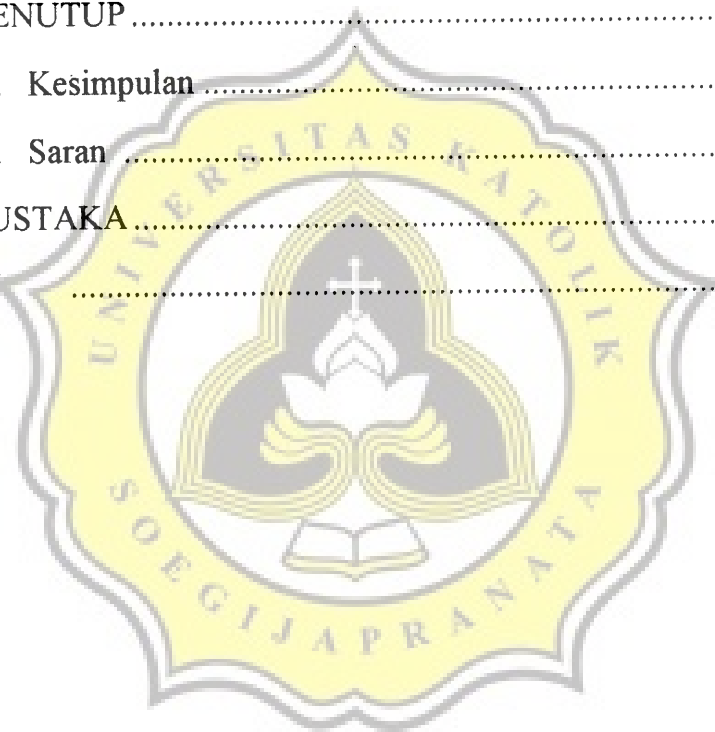 ENUTUP ........................................................
. Kesimpulan ........................................................
. Saran ........................................................
USTAKA ........................................................
........................................................
UNIVERSITAS KATOLIK
SOEGIJAPRANATA